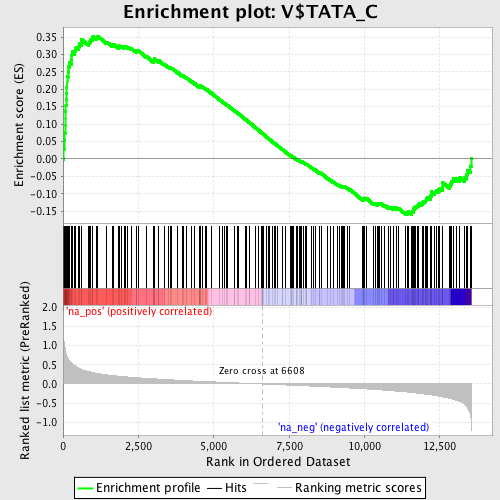 Enrichment plot: V$TATA_C
Enrichment score (ES)
0.35
0.30
0.25
0.20
0.15
0.10
0.05
0.00
-0.05
-0.10
-0.15
'na_pos' (positively correlated)
Ranked list metric (PreRanked)
2.0
1.5
1.0
0.5
0.0
-0.5
-1.0
Zero cross at 6608
'na_neg' (negatively correlated)
0
2,500
5,000
7,500
10,000
12,500
Rank in Ordered Dataset
Enrichment profile
Hits
Ranking metric scores